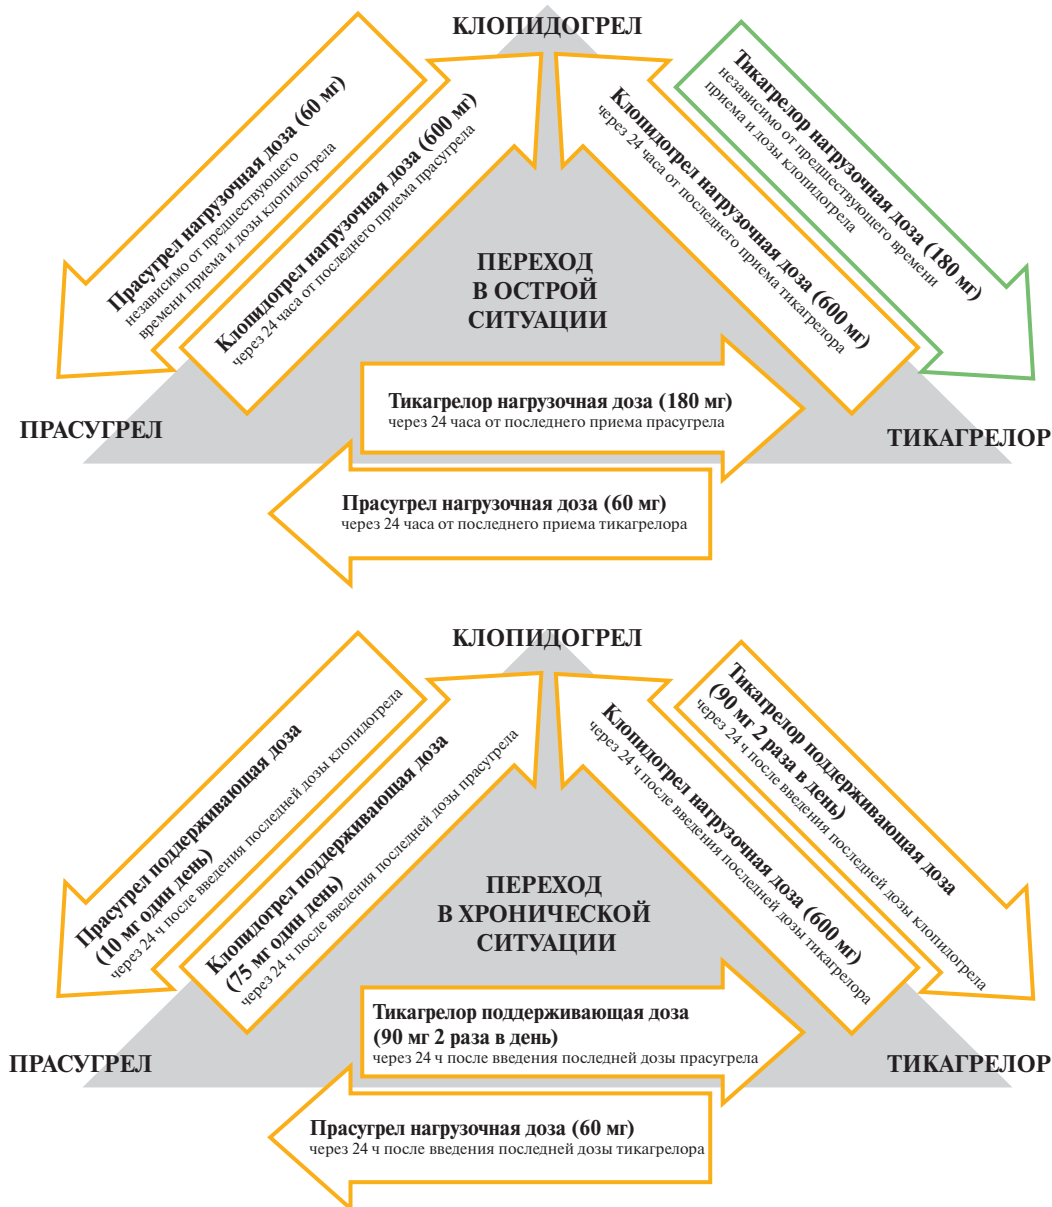 КЛОПИДОГРЕЛ
Прасугрел нагрузочная доза (60 мг)
независимо от предшествующего
времени приема и дозы клопидогрела
Клопидогрел нагрузочная доза (600 мг)
через 24 часа от последнего приема прасугрела
Клопидогрел нагрузочная доза (600 мг)
через 24 часа от последнего приема тикагрелора
Тикагрелор нагрузочная доза (180 мг)
независимо от предшествующего времени
приема и дозы клопидогрела
ПЕРЕХОД
В ОСТРОЙ
СИТУАЦИИ
Тикагрелор нагрузочная доза (180 мг)
через 24 часа от последнего приема прасугрела
ПРАСУГРЕЛ
ТИКАГРЕЛОР
Прасугрел нагрузочная доза (60 мг)
через 24 часа от последнего приема тикагрелора
КЛОПИДОГРЕЛ
Прасугрел поддерживающая доза
(10 мг один день)
через 24 ч после введения последней дозы клопидогрела
Клопидогрел поддерживающая доза
(75 мг один день)
через 24 ч после введения последней дозы прасугрела
Клопидогрел нагрузочная доза (600 мг)
через 24 ч после введения последней дозы тикагрелора
Тикагрелор поддерживающая доза
(90 мг 2 раза в день)
через 24 ч после введения последней дозы клопидогрела
ПЕРЕХОД
В ХРОНИЧЕСКОЙ
СИТУАЦИИ
Тикагрелор поддерживающая доза
(90 мг 2 раза в день)
через 24 ч после введения последней дозы прасугрела
ПРАСУГРЕЛ
ТИКАГРЕЛОР
Прасугрел нагрузочная доза (60 мг)
через 24 ч после введения последней дозы тикагрелора